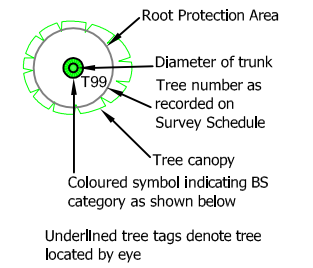 Root Protection Area
Diameter of trunk
T99
Tree number as
recorded on
Survey Schedule
Tree canopy
Coloured symbol indicating BS
category as shown below
Underlined tree tags denote tree
located by eye